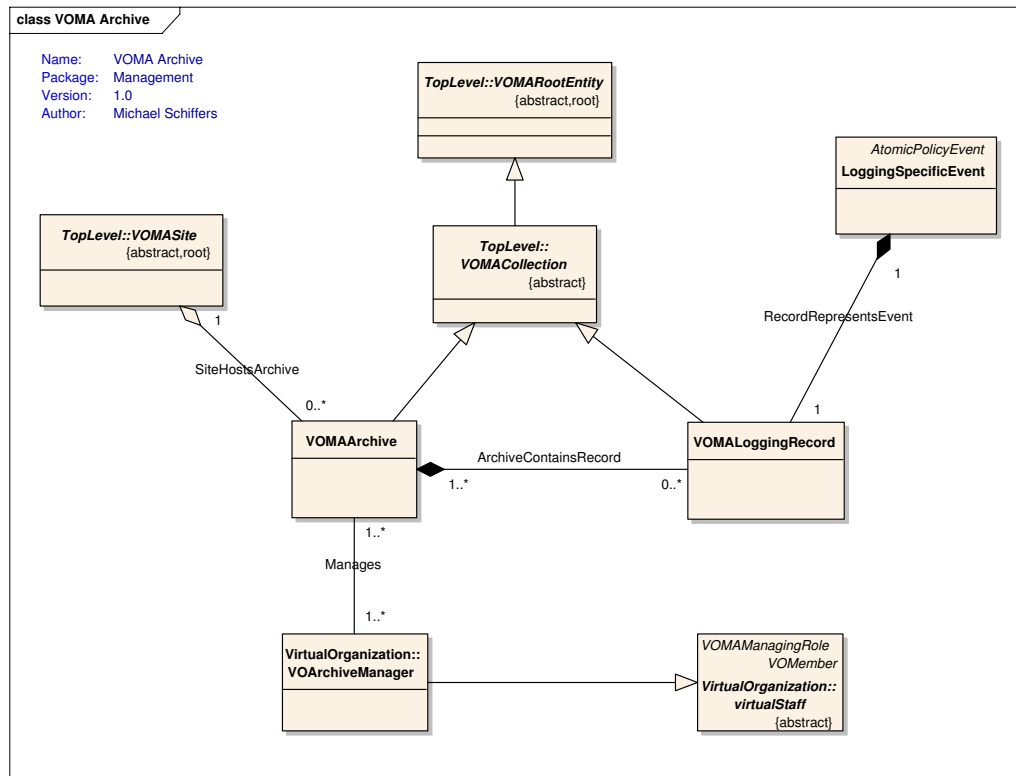 class VOMA Archive
Name: VOMA Archive
Package: Management
Version: 1.0
Author: Michael Schiffers
TopLevel::VOMARootEntity
{abstract,root}
AtomicPolicyEvent
LoggingSpecificEvent
TopLevel::VOMASite
{abstract,root}
TopLevel::
VOMACollection
{abstract}
1
1
RecordRepresentsEvent
SiteHostsArchive
0..*
1
VOMAArchive
VOMALoggingRecord
ArchiveContainsRecord
1..*
0..*
1..*
Manages
1..*
VirtualOrganization::
VOArchiveManager
VOMAManagingRole
VOMember
VirtualOrganization::
virtualStaff
{abstract}